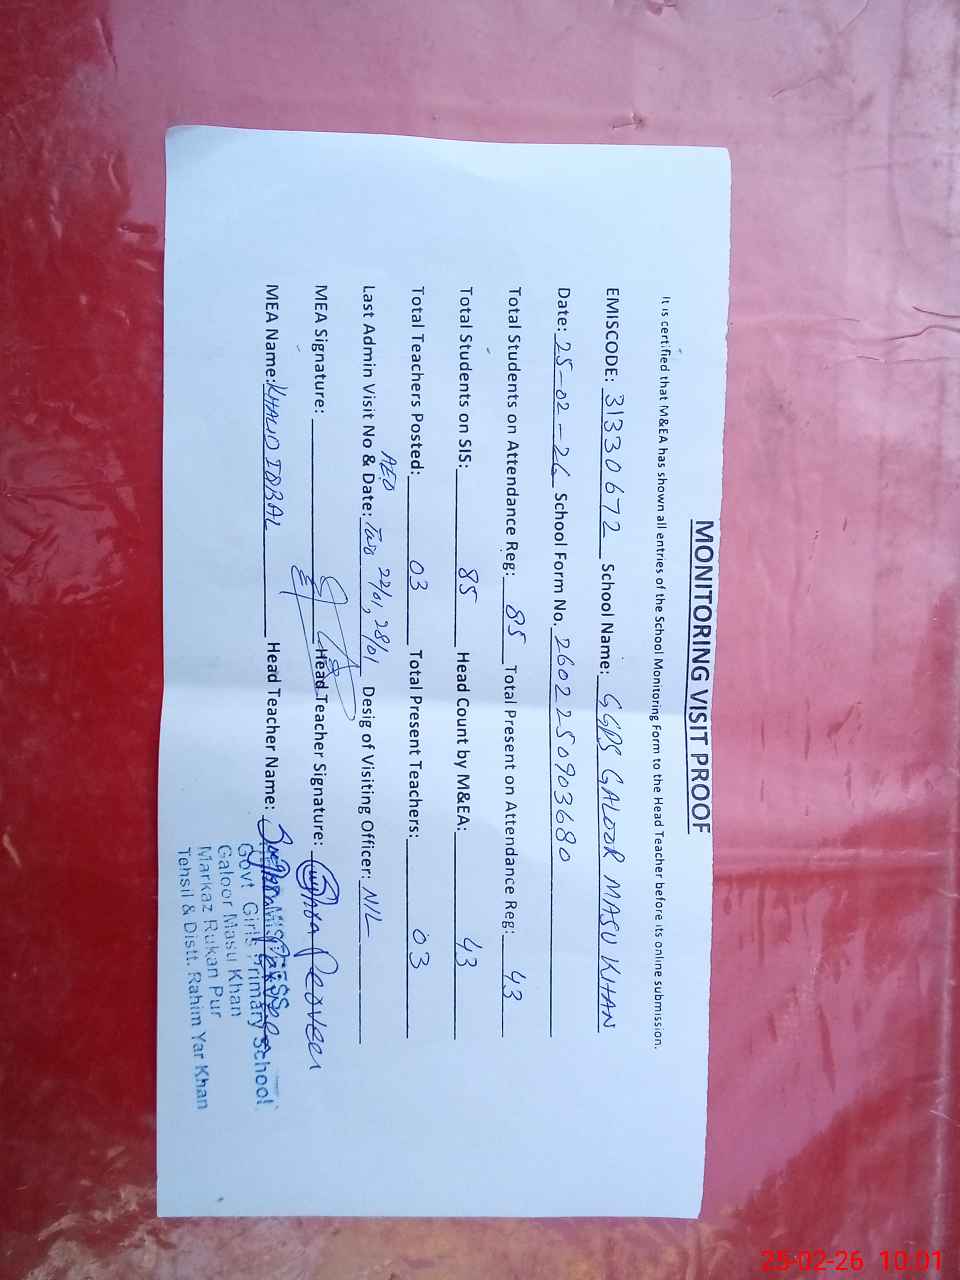 MONITORING VISIT PROOF
It is certified that M&EA has shown all entries of the School Monitoring Form to the Head Teacher before its online submission.
EMISCODE: 31330672 School Name: GGPS GALOOR MASU KHAN
Date: 25-02-26 School Form No. 2602250903680
Total Students on Attendance Reg: 85 Total Present on Attendance Reg: 43
Total Students on SIS: 85 Head Count by M&EA: 43
Total Teachers Posted: 03 Total Present Teachers: 03
AEO
Last Admin Visit No & Date: Two 22/01, 28/01 Desig of Visiting Officer: NIL
MEA Signature: Head Teacher Signature: Perveen
MEA Name: KHALID IQBAL Head Teacher Name:
Govt Girls Primary School
Galoor Masu Khan
Markaz Rukan Pur
Tehsil & Distt. Rahim Yar Khan
25-02-26 10:01